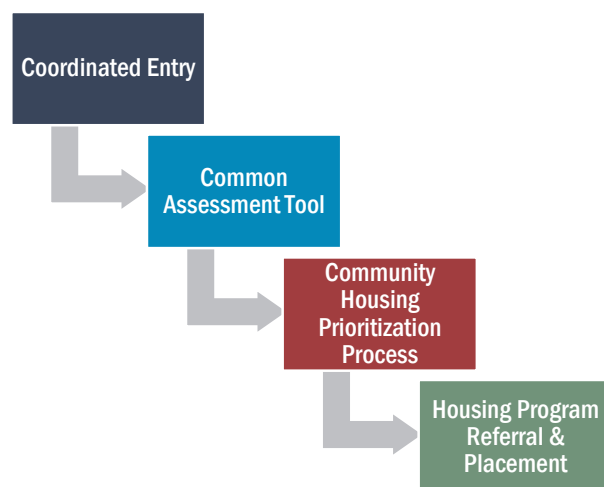 Coordinated Entry
Common
Assessment Tool
Community
Housing
Prioritization
Process
Housing Program
Referral &
Placement